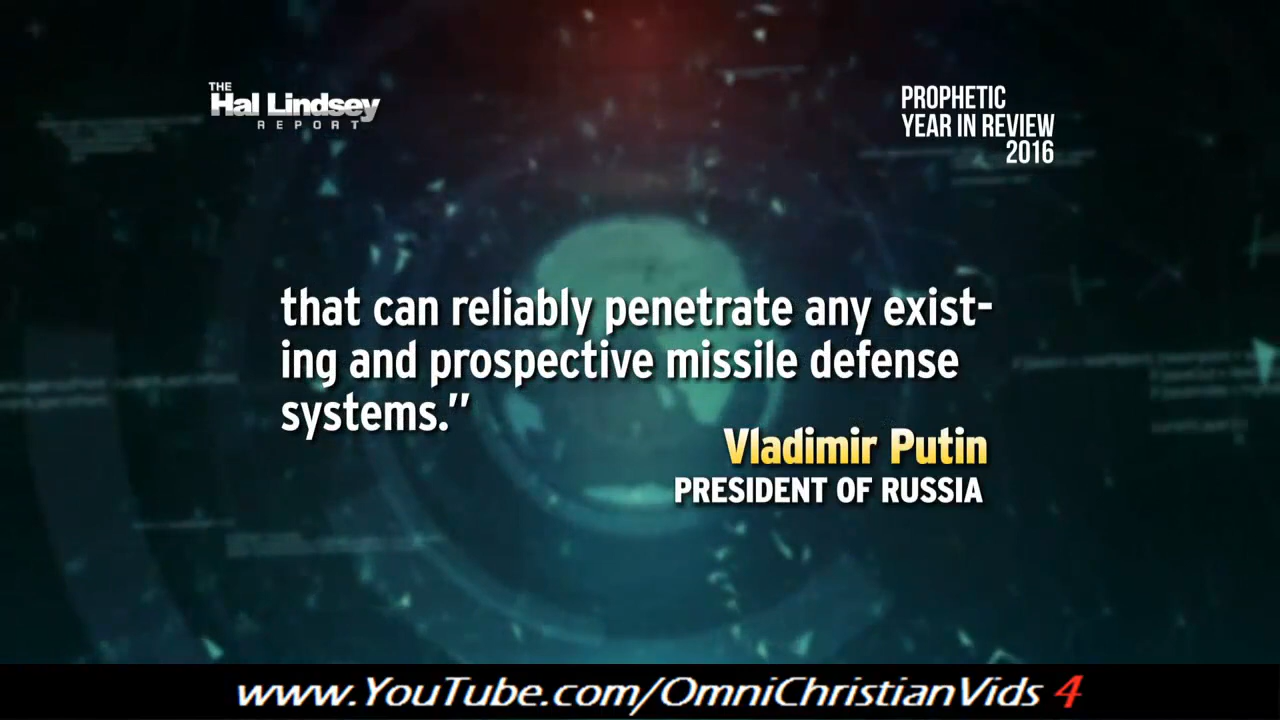 THE
Hal Lindsey
REPORT
PROPHETIC
YEAR IN REVIEW
2016
that can reliably penetrate any exist-
ing and prospective missile defense
systems.”
Vladimir Putin
PRESIDENT OF RUSSIA
www.YouTube.com/OmniChristianVids 4